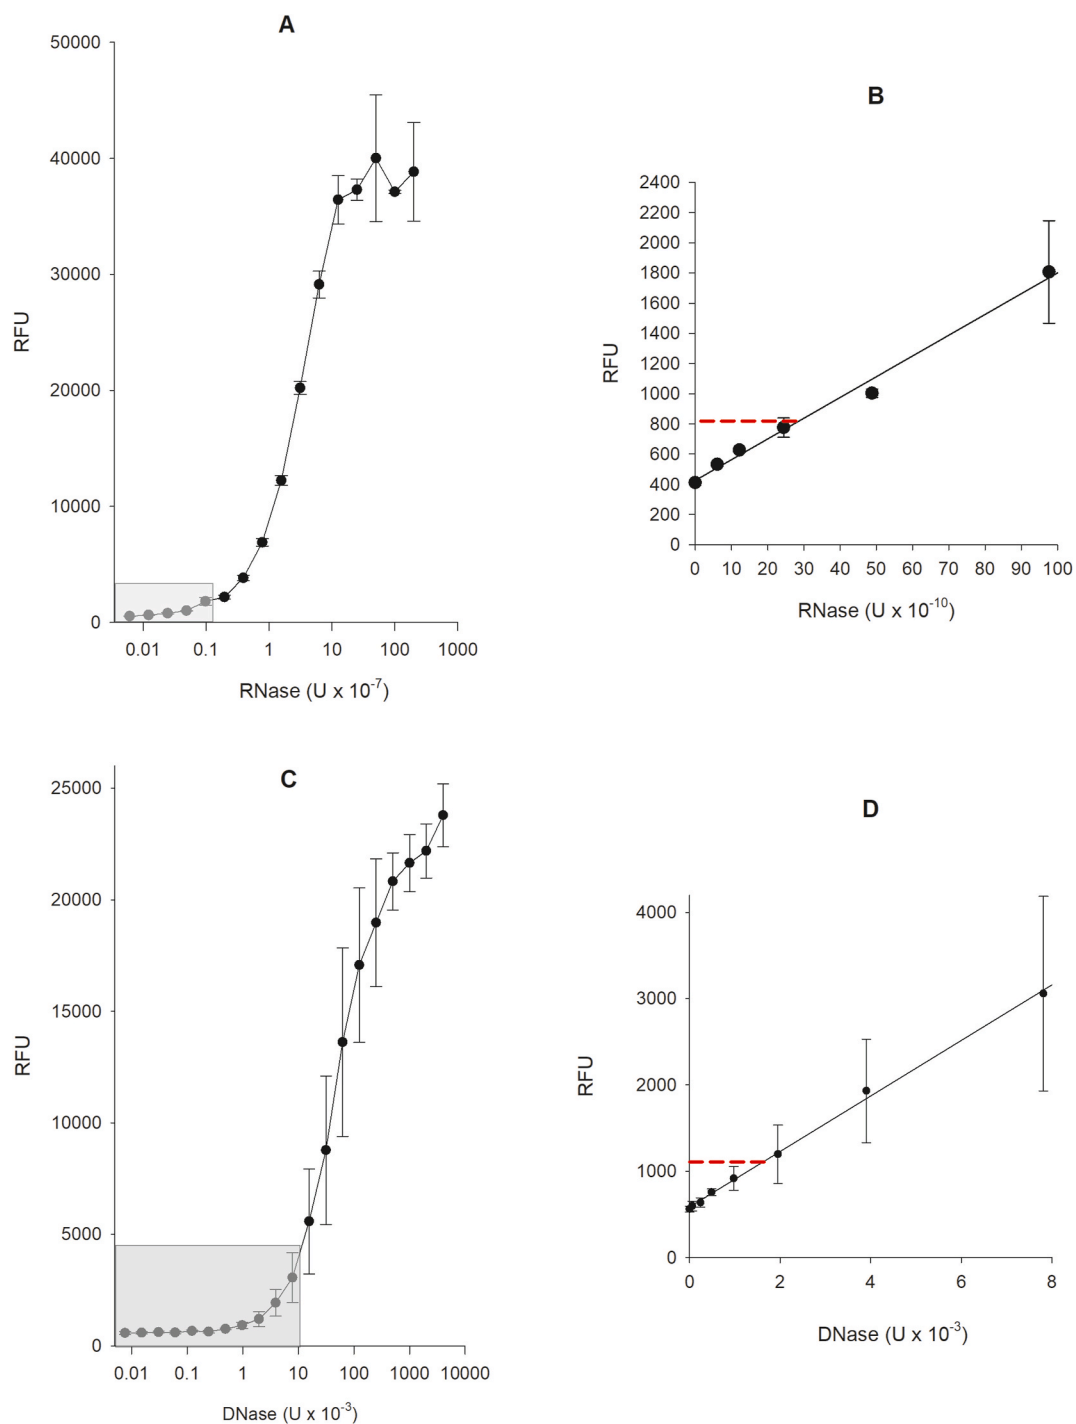 A
50000
40000
30000
20000
10000
0
RFU
0.01 0.1 1 10 100 1000
RNase (U x 10-7)
B
2400
2200
2000
1800
1600
1400
1200
1000
800
600
400
200
0
RFU
0 10 20 30 40 50 60 70 80 90 100
RNase (U x 10-10)
C
25000
20000
15000
10000
5000
0
RFU
0.01 0.1 1 10 100 1000 10000
DNase (U x 10-3)
D
4000
3000
2000
1000
0
RFU
0 2 4 6 8
DNase (U x 10-3)